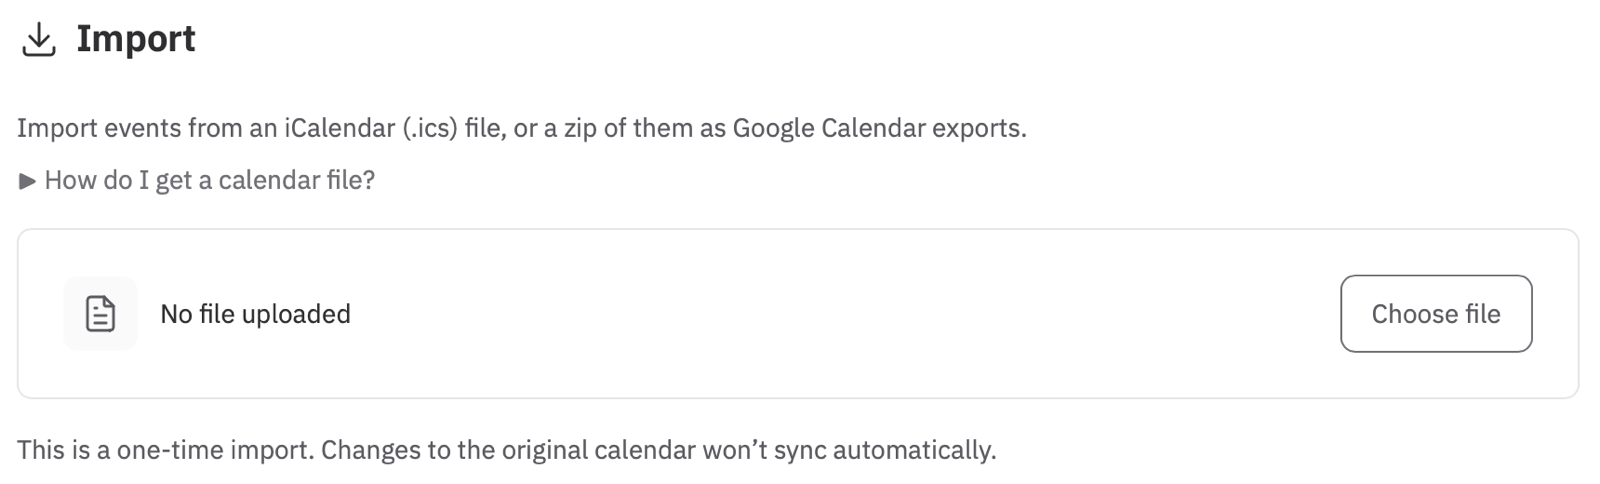 Import
Import events from an iCalendar (.ics) file, or a zip of them as Google Calendar exports.
▶ How do I get a calendar file?
No file uploaded
Choose file
This is a one-time import. Changes to the original calendar won’t sync automatically.